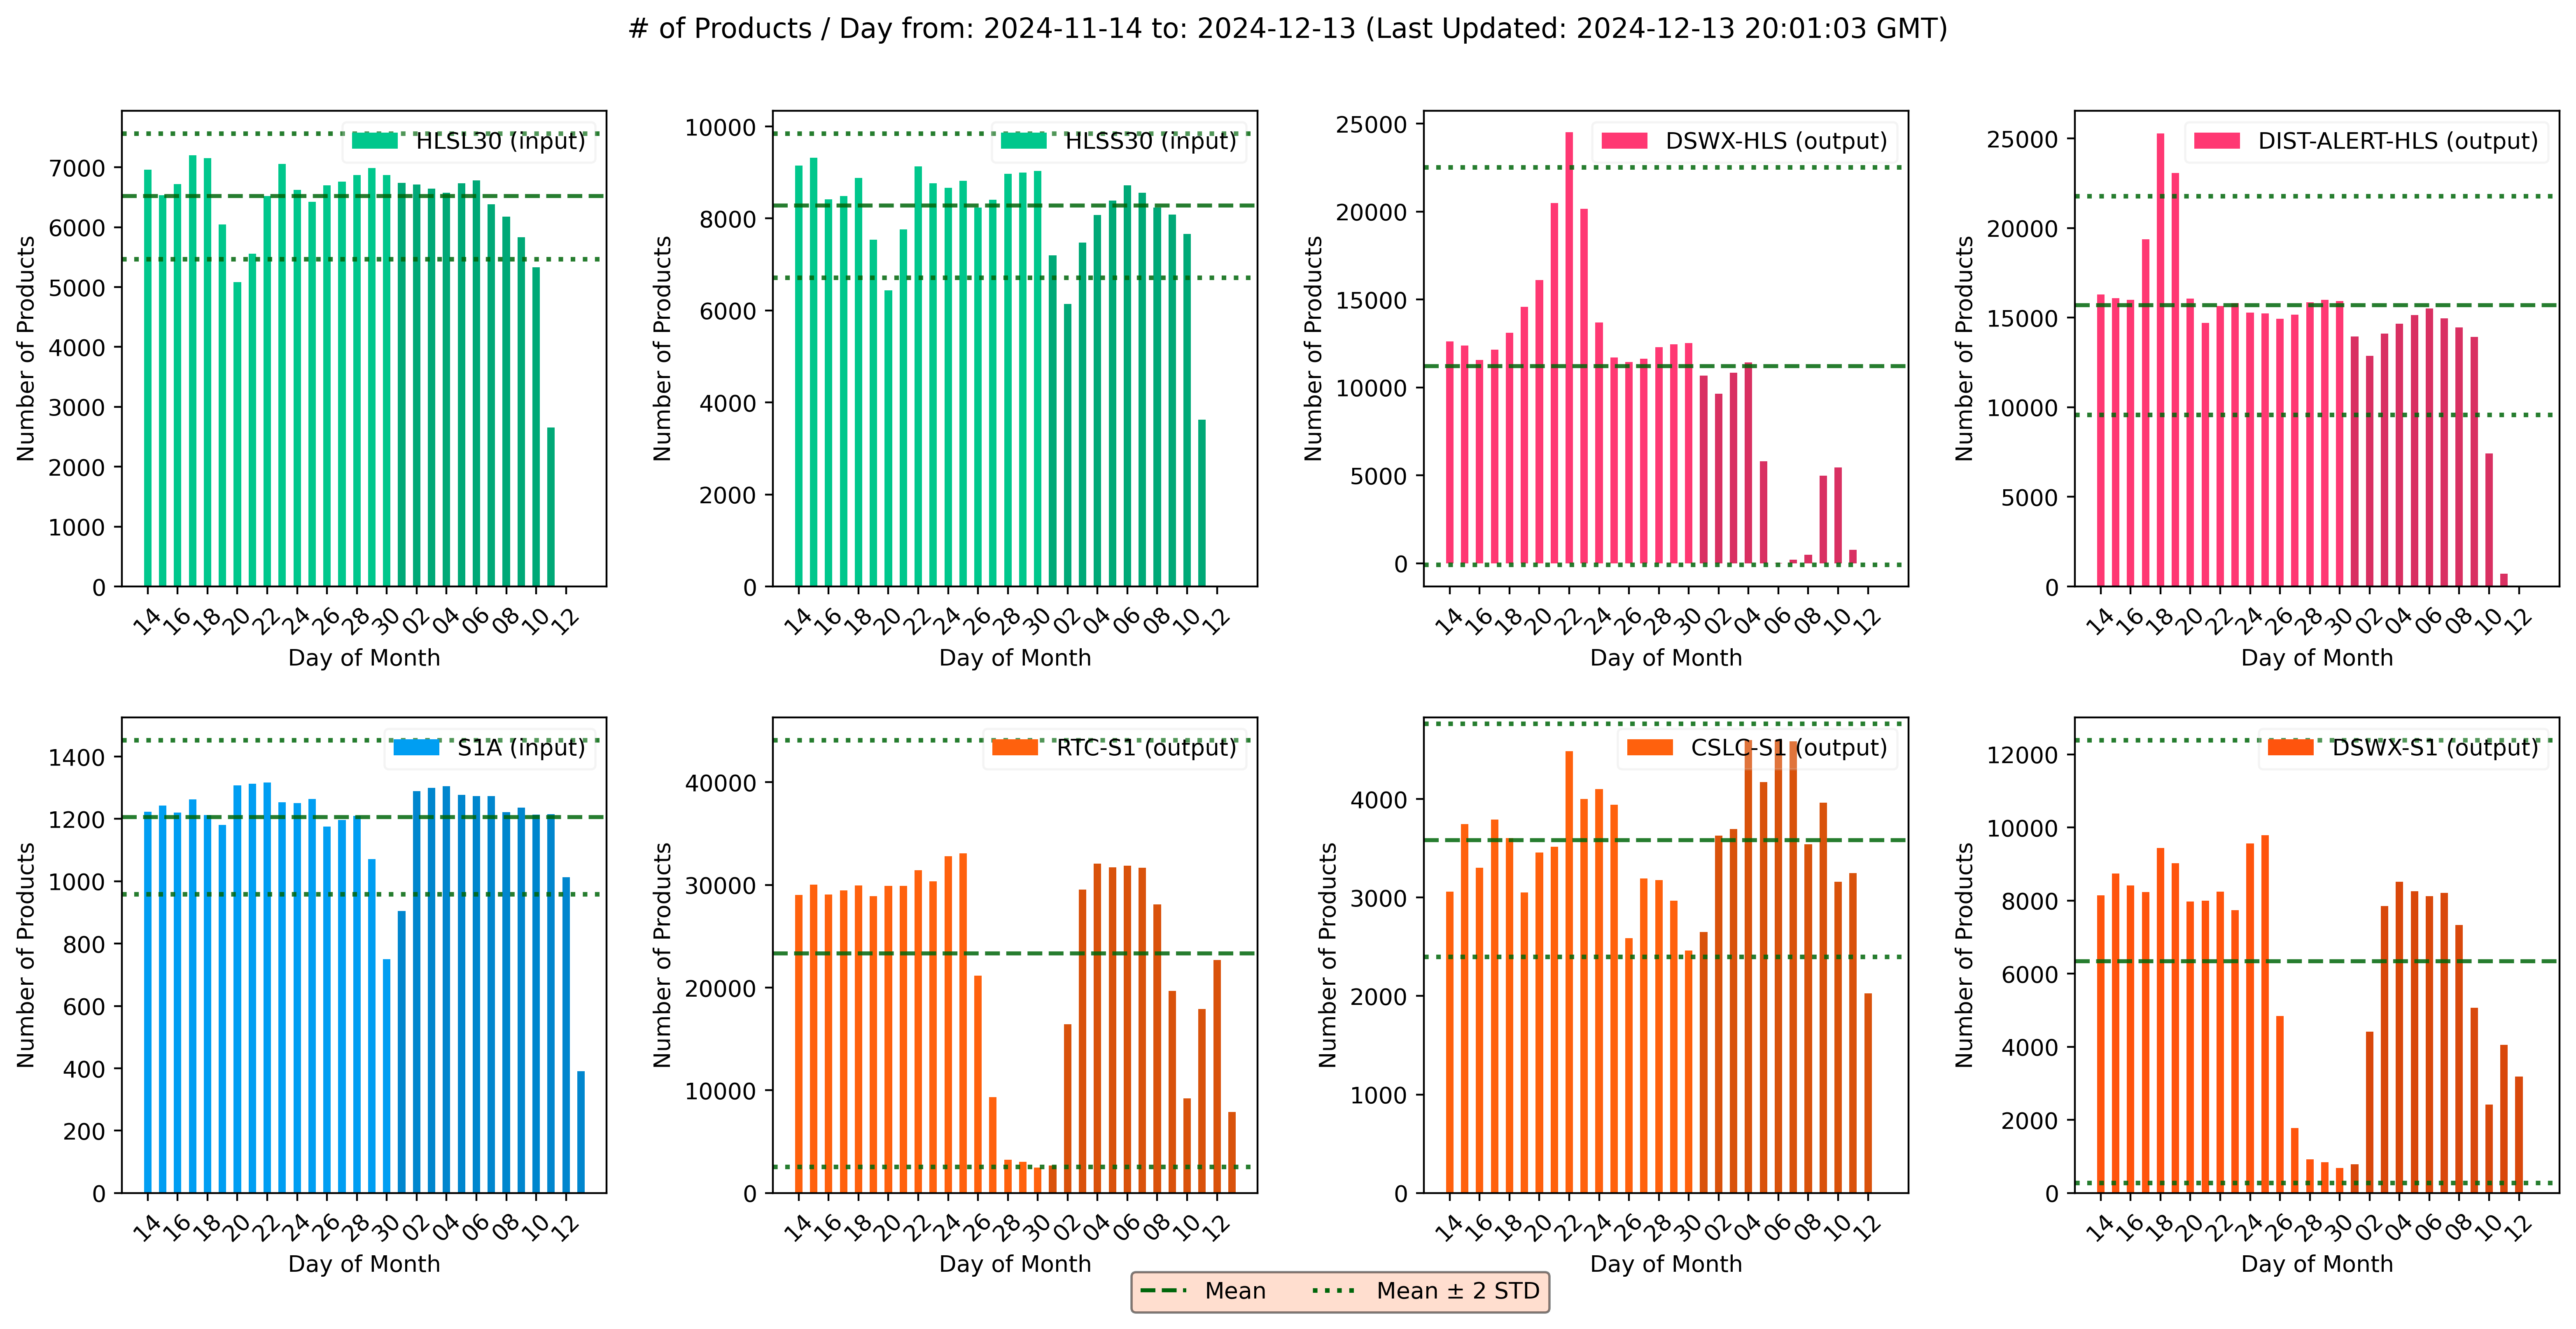 # of Products / Day from: 2024-11-14 to: 2024-12-13 (Last Updated: 2024-12-13 20:01:03 GMT)
HLSL30 (input)
Number of Products
7000
6000
5000
4000
3000
2000
1000
0
14 16 18 20 22 24 26 28 30 02 04 06 08 10 12
Day of Month
HLSS30 (input)
Number of Products
10000
8000
6000
4000
2000
0
14 16 18 20 22 24 26 28 30 02 04 06 08 10 12
Day of Month
DSWX-HLS (output)
Number of Products
25000
20000
15000
10000
5000
0
14 16 18 20 22 24 26 28 30 02 04 06 08 10 12
Day of Month
DIST-ALERT-HLS (output)
Number of Products
25000
20000
15000
10000
5000
0
14 16 18 20 22 24 26 28 30 02 04 06 08 10 12
Day of Month
S1A (input)
Number of Products
1400
1200
1000
800
600
400
200
0
14 16 18 20 22 24 26 28 30 02 04 06 08 10 12
Day of Month
RTC-S1 (output)
Number of Products
40000
30000
20000
10000
0
14 16 18 20 22 24 26 28 30 02 04 06 08 10 12
Day of Month
CSLC-S1 (output)
Number of Products
4000
3000
2000
1000
0
14 16 18 20 22 24 26 28 30 02 04 06 08 10 12
Day of Month
DSWX-S1 (output)
Number of Products
12000
10000
8000
6000
4000
2000
0
14 16 18 20 22 24 26 28 30 02 04 06 08 10 12
Day of Month
Mean
Mean ± 2 STD